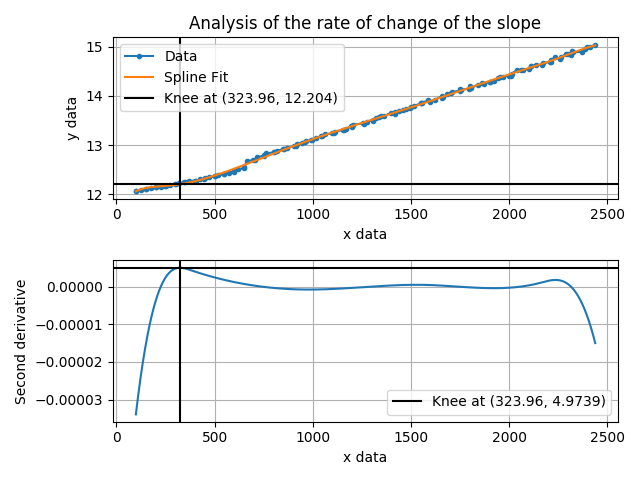 Analysis of the rate of change of the slope
15
14
13
12
y data
Data
Spline Fit
Knee at (323.96, 12.204)
0
500
1000
1500
2000
2500
x data
0.00000
−0.00001
−0.00002
−0.00003
Second derivative
Knee at (323.96, 4.9739)
0
500
1000
1500
2000
2500
x data